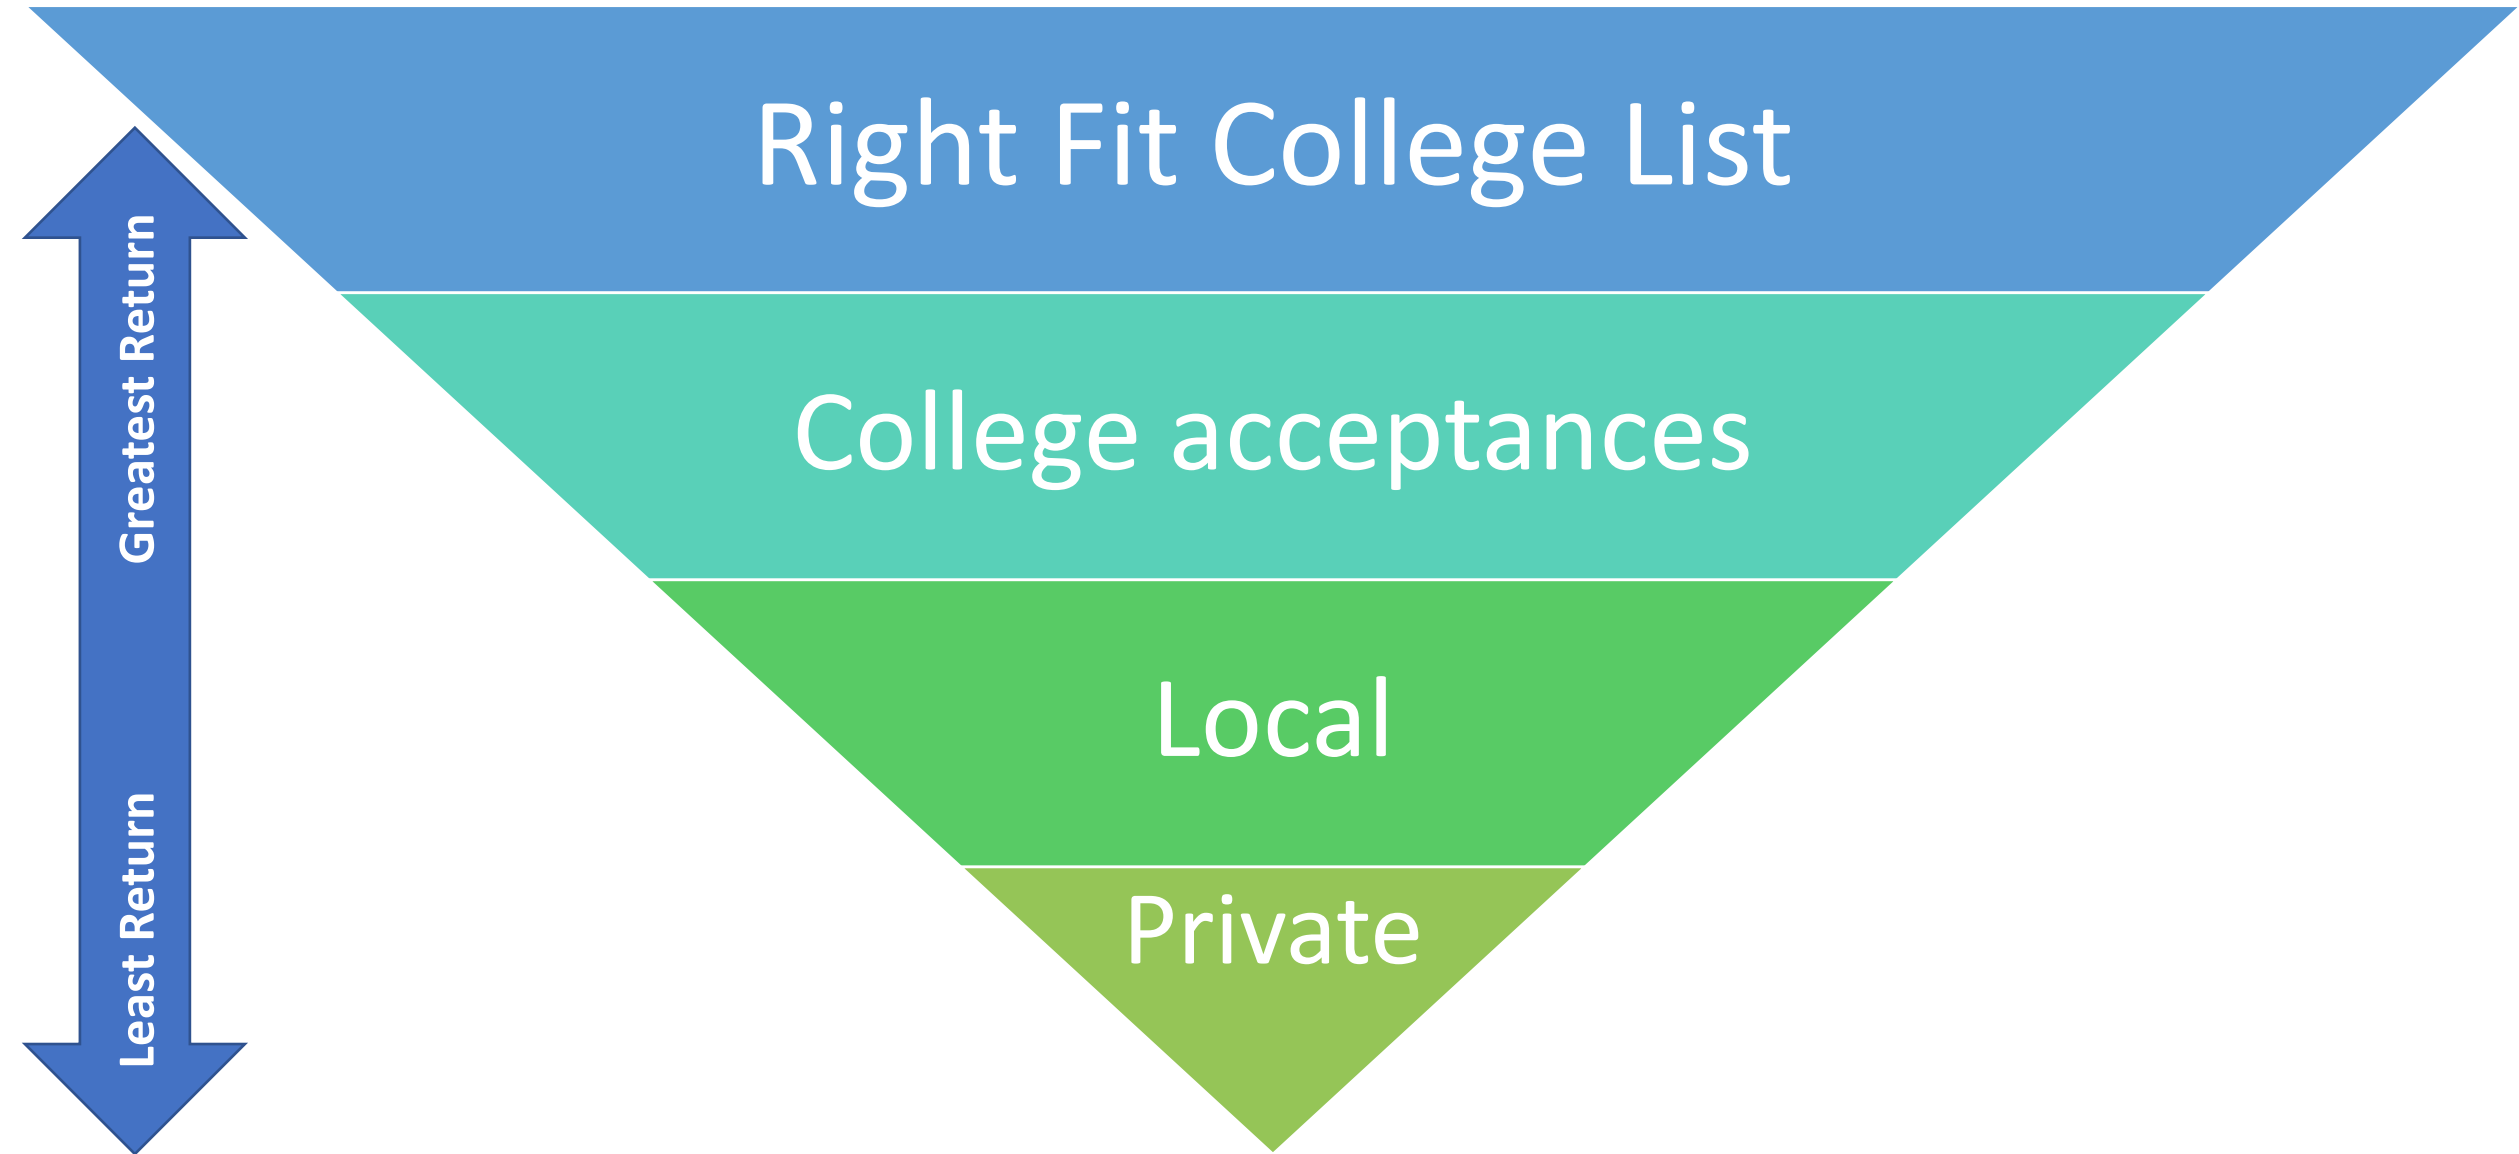 Right Fit College List
College acceptances
Local
Private
Greatest Return
Least Return